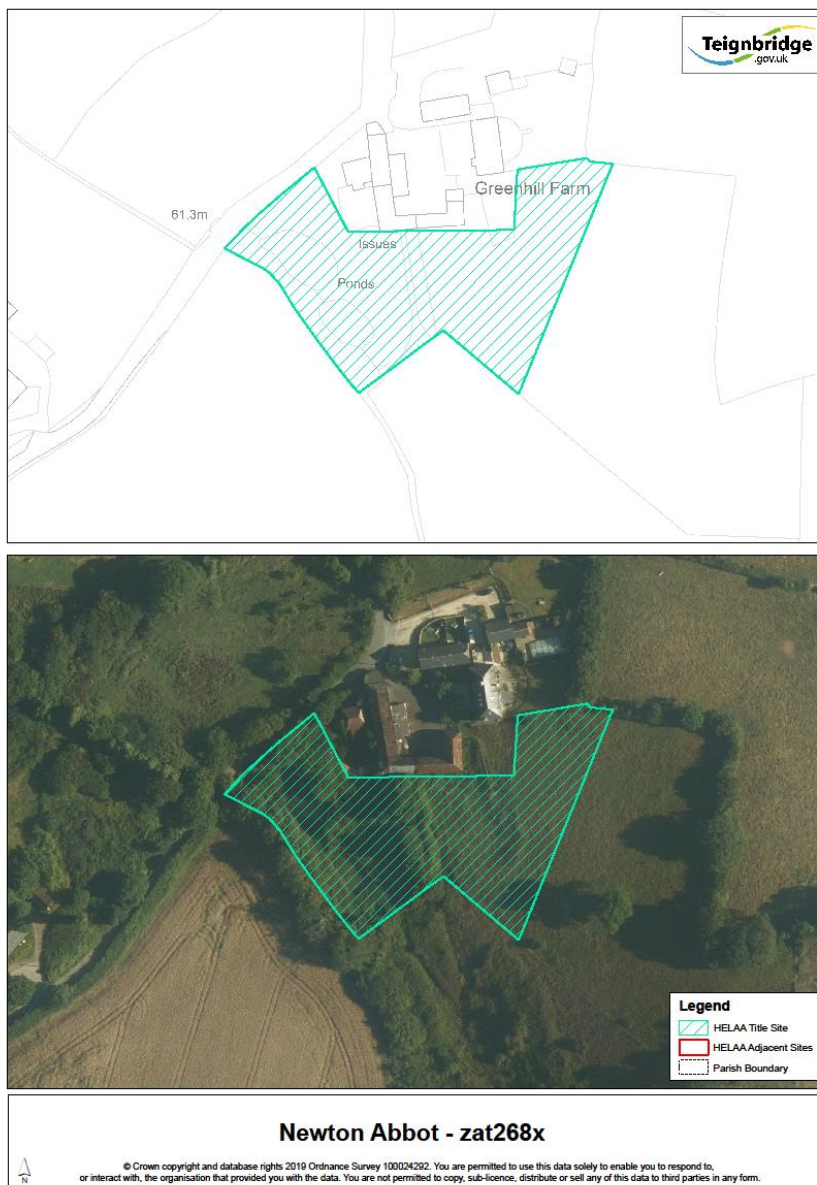 Teignbridge
.gov.uk
Greenhill Farm
61.3m
Issues
Ponds
Legend
HELAA Title Site
HELAA Adjacent Sites
Parish Boundary
Newton Abbot - zat268x
N
© Crown copyright and database rights 2019 Ordnance Survey 100024292. You are permitted to use this data solely to enable you to respond to,
or interact with, the organisation that provided you with the data. You are not permitted to copy, sub-licence, distribute or sell any of this data to third parties in any form.